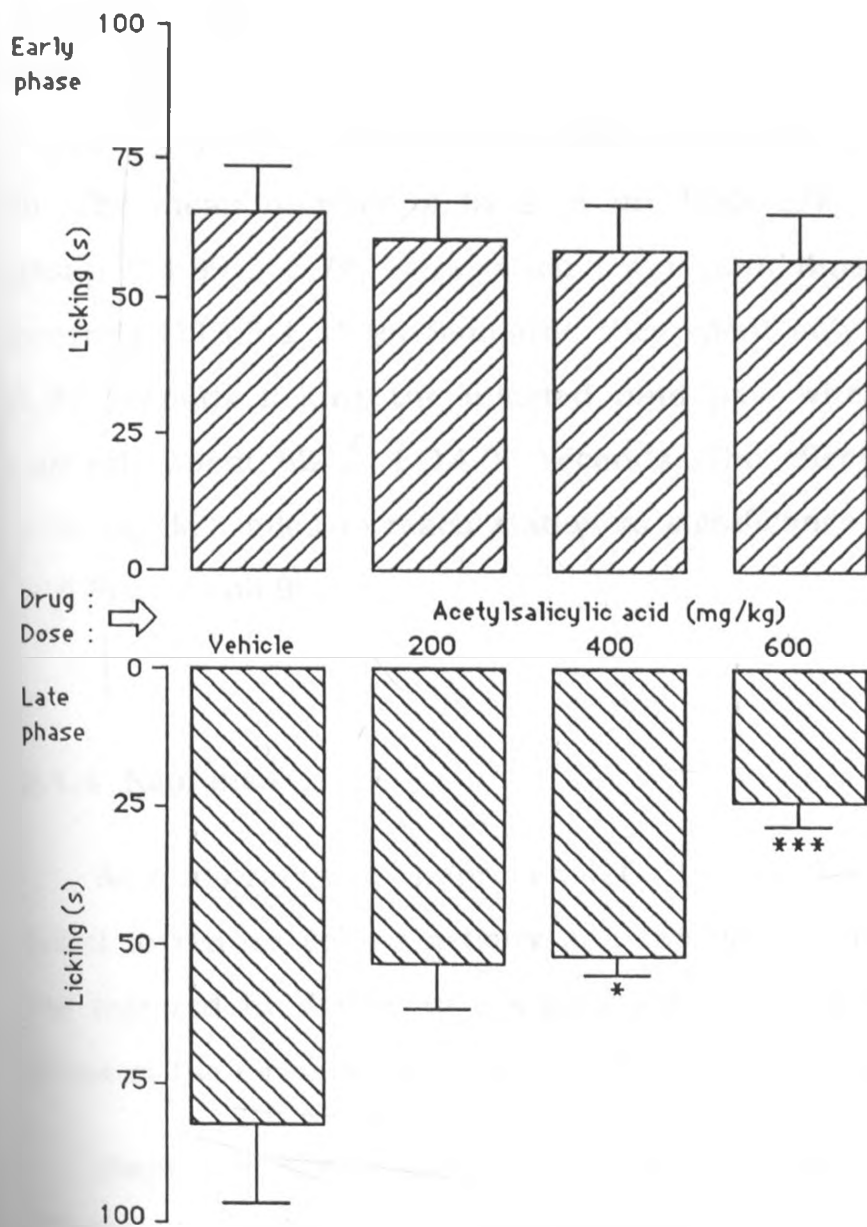 100
Early
phase
75
Licking (s)
50
25
0
Drug :
Dose :
Acetylsalicylic acid (mg/kg)
Vehicle 200 400 600
0
Late
phase
25
***
Licking (s)
50
*
75
100